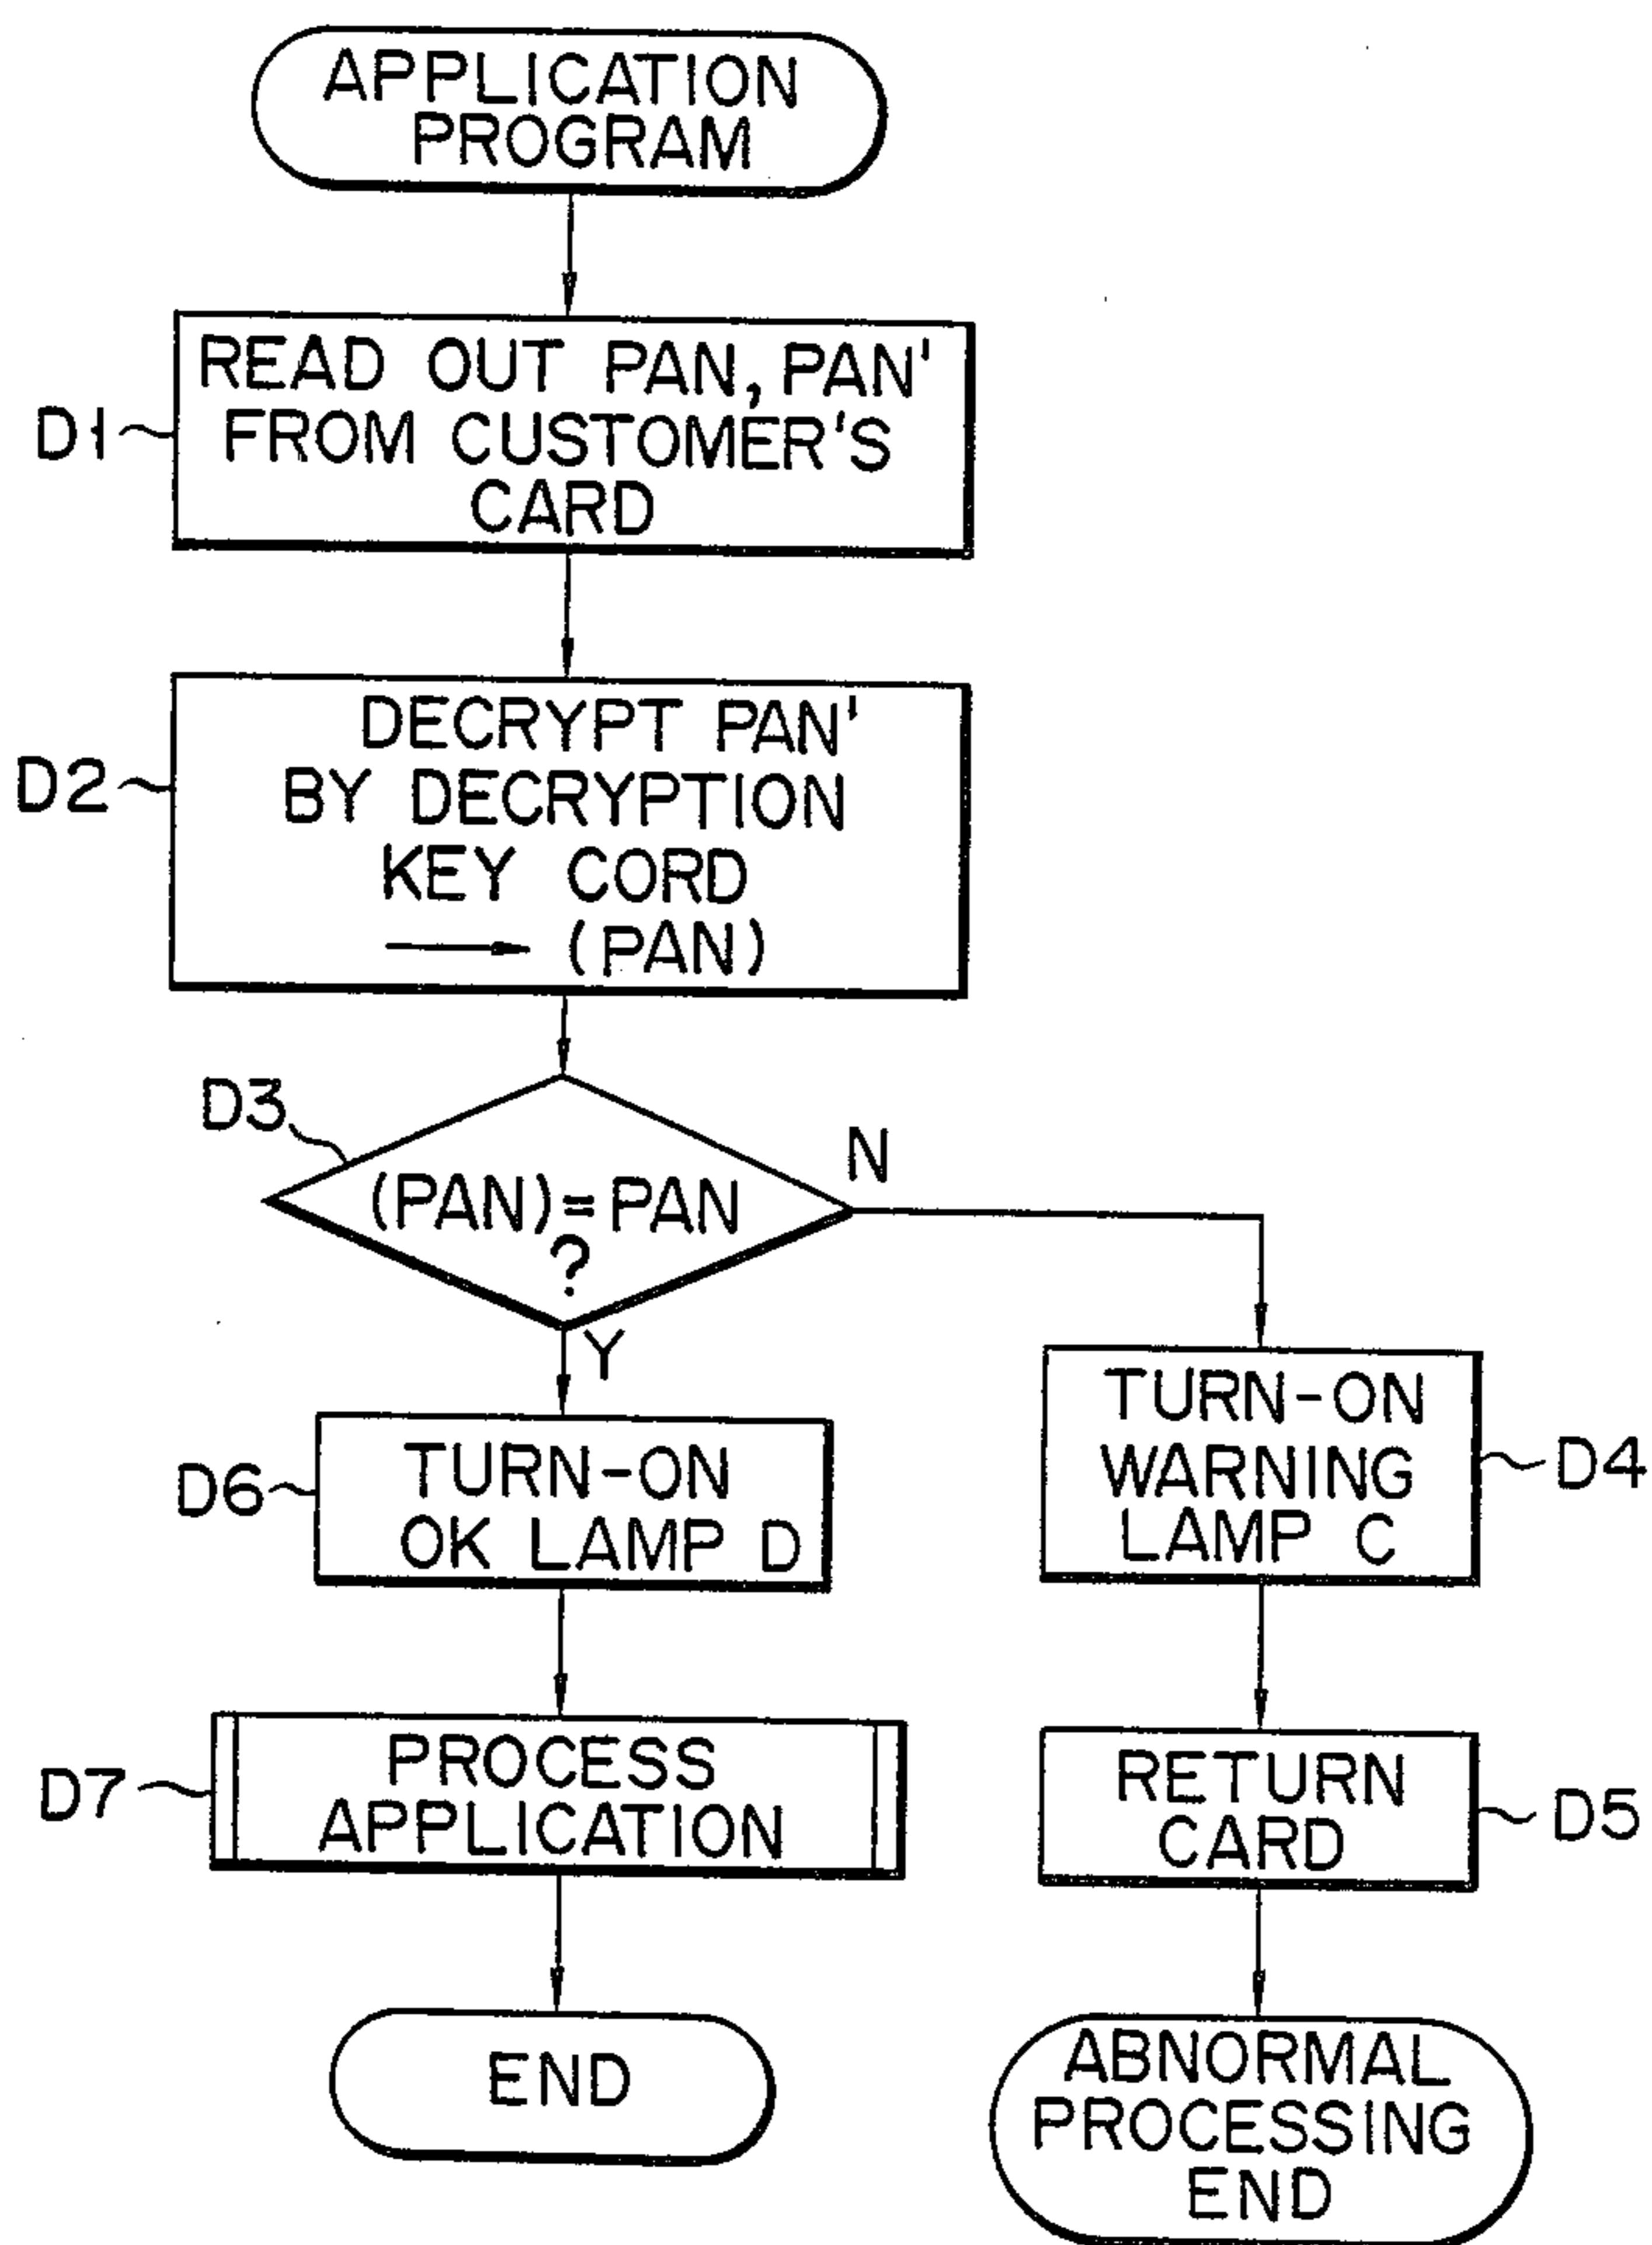 APPLICATION
PROGRAM
D1
READ OUT PAN, PAN'
FROM CUSTOMER'S
CARD
D2
DECRYPT PAN'
BY DECRYPTION
KEY CORD
→ (PAN)
D3
(PAN)=PAN
?
N
Y
D6
TURN-ON
OK LAMP D
TURN-ON
WARNING
LAMP C
D4
D7
PROCESS
APPLICATION
RETURN
CARD
D5
END
ABNORMAL
PROCESSING
END